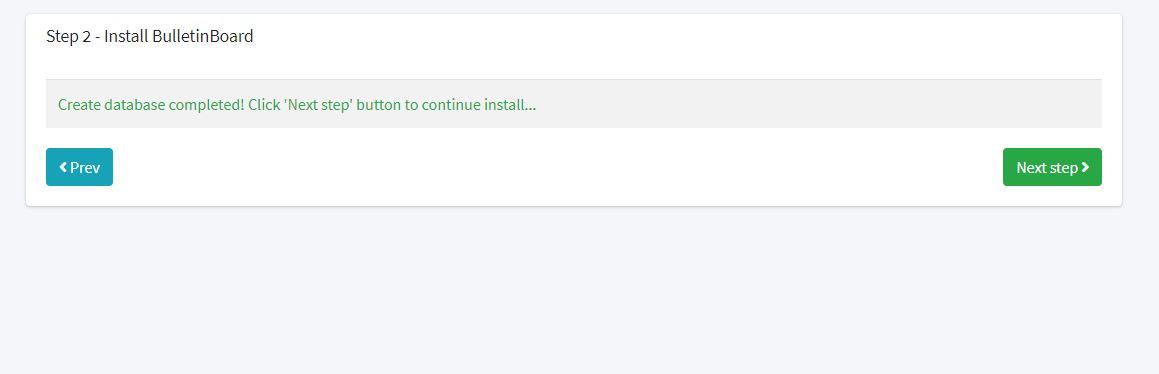 Step 2 - Install BulletinBoard
Create database completed! Click 'Next step' button to continue install...
Prev
Next step